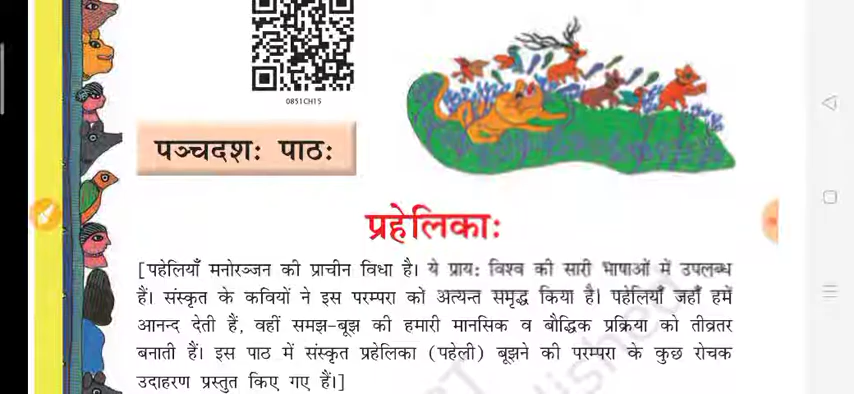 0851CH15
पञ्चदशः पाठः
प्रहेलिकाः
[पहेलियाँ मनोरञ्जन की प्राचीन विधा है। ये प्रायः विश्व की सारी भाषाओं में उपलब्ध
हैं। संस्कृत के कवियों ने इस परम्परा को अत्यन्त समृद्ध किया है। पहेलियाँ जहाँ हमें
आनन्द देती हैं, वहीं समझ-बूझ की हमारी मानसिक व बौद्धिक प्रक्रिया को तीव्रतर
बनाती हैं। इस पाठ में संस्कृत प्रहेलिका (पहेली) बूझने की परम्परा के कुछ रोचक
उदाहरण प्रस्तुत किए गए हैं।]